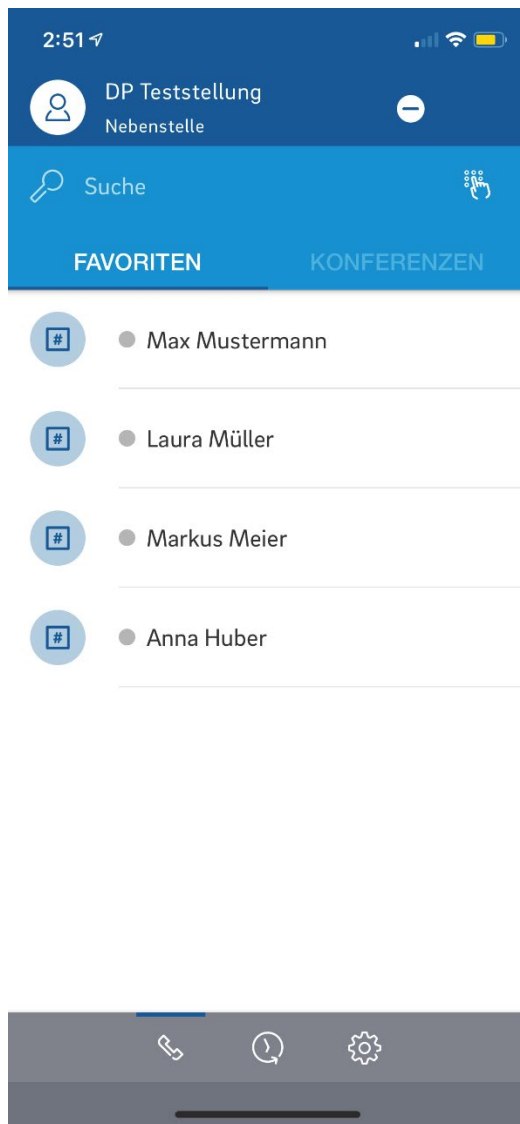 2:51
DP Teststellung
Nebenstelle
Suche
FAVORITEN KONFERENZEN
# Max Mustermann
# Laura Müller
# Markus Meier
# Anna Huber